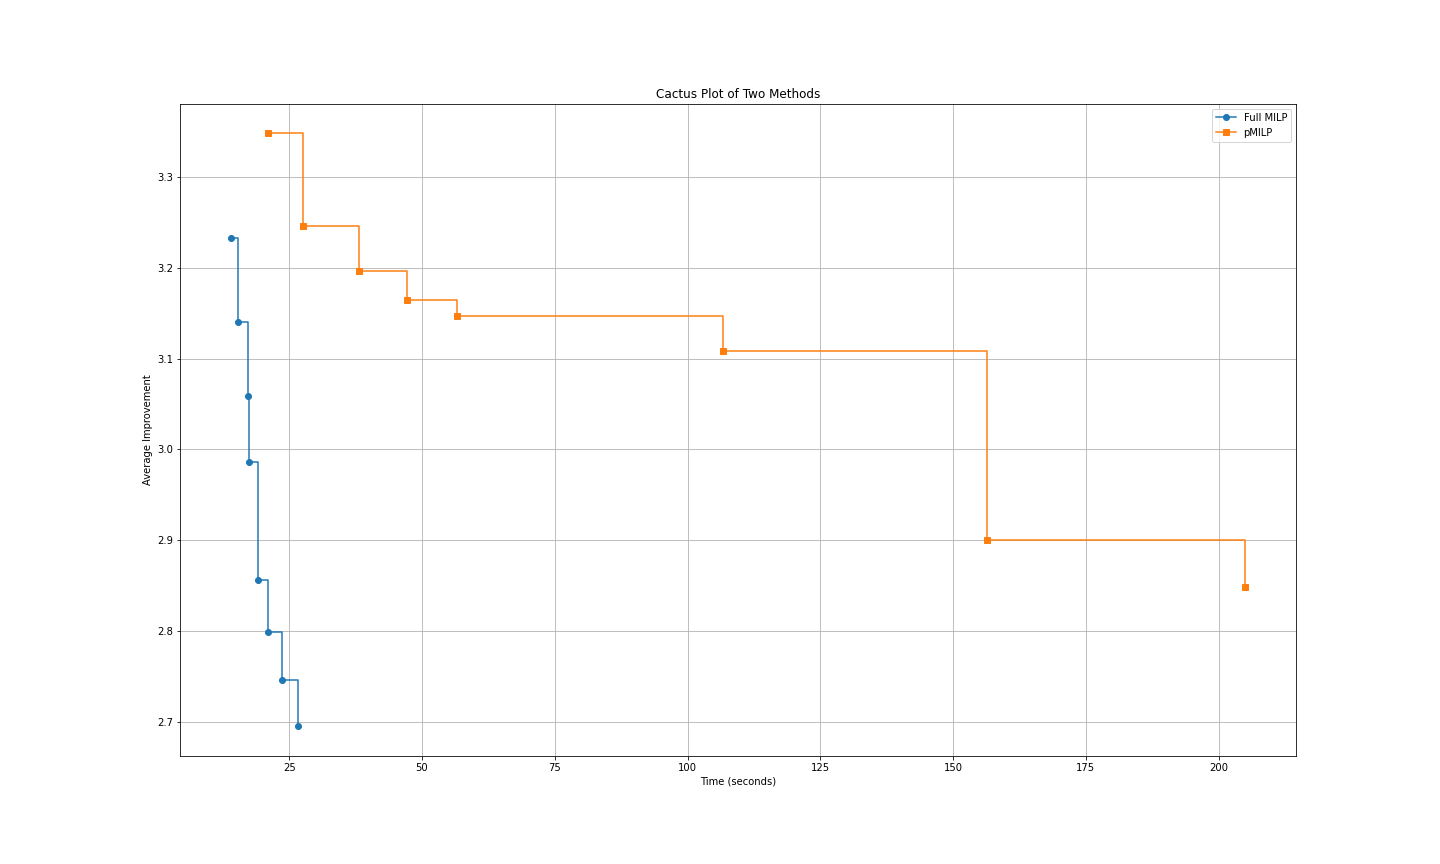 Cactus Plot of Two Methods
Full MILP
pMILP
Average Improvement
3.3
3.2
3.1
3.0
2.9
2.8
2.7
25 50 75 100 125 150 175 200
Time (seconds)